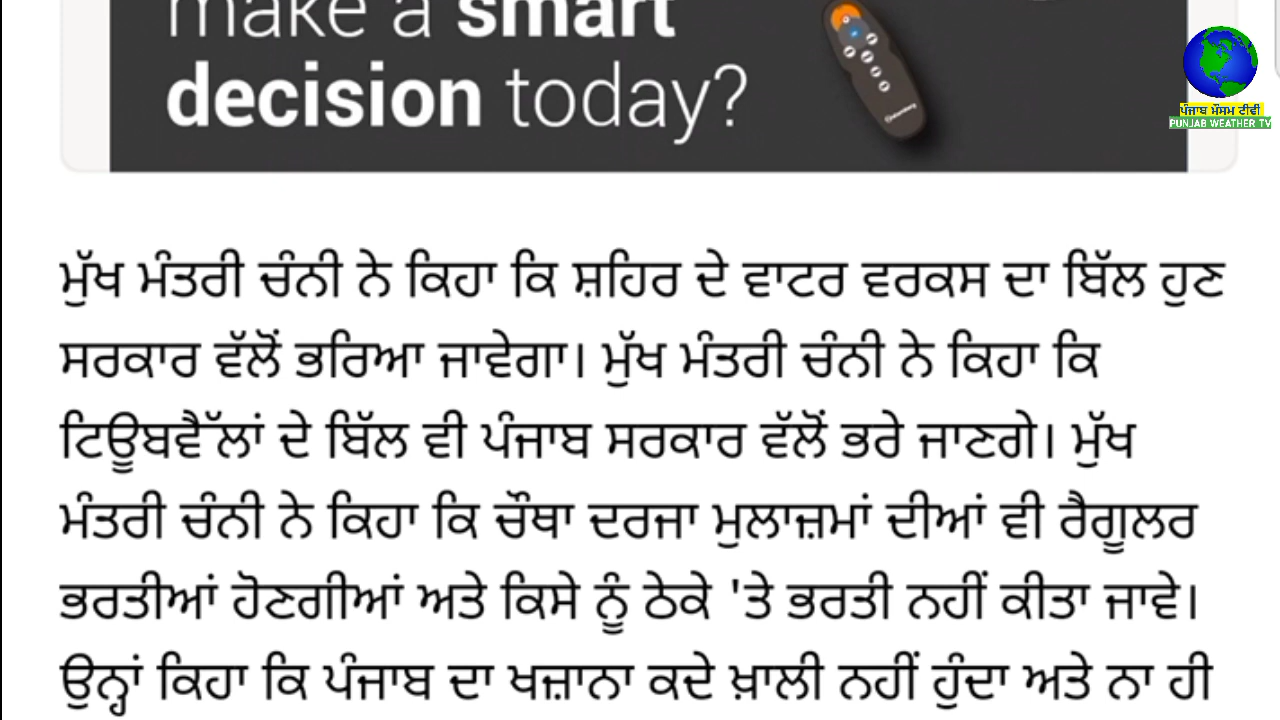 make a smart
decision today?
ਪੰਜਾਬ ਮੌਸਮ ਟੀਵੀ
PUNJAB WEATHER TV
ਮੁੱਖ ਮੰਤਰੀ ਚੰਨੀ ਨੇ ਕਿਹਾ ਕਿ ਸ਼ਹਿਰ ਦੇ ਵਾਟਰ ਵਰਕਸ ਦਾ ਬਿੱਲ ਹੁਣ
ਸਰਕਾਰ ਵੱਲੋਂ ਭਰਿਆ ਜਾਵੇਗਾ। ਮੁੱਖ ਮੰਤਰੀ ਚੰਨੀ ਨੇ ਕਿਹਾ ਕਿ
ਟਿਊਬਵੈੱਲਾਂ ਦੇ ਬਿੱਲ ਵੀ ਪੰਜਾਬ ਸਰਕਾਰ ਵੱਲੋਂ ਭਰੇ ਜਾਣਗੇ। ਮੁੱਖ
ਮੰਤਰੀ ਚੰਨੀ ਨੇ ਕਿਹਾ ਕਿ ਚੌਥਾ ਦਰਜਾ ਮੁਲਾਜ਼ਮਾਂ ਦੀਆਂ ਵੀ ਰੈਗੂਲਰ
ਭਰਤੀਆਂ ਹੋਣਗੀਆਂ ਅਤੇ ਕਿਸੇ ਨੂੰ ਠੇਕੇ 'ਤੇ ਭਰਤੀ ਨਹੀਂ ਕੀਤਾ ਜਾਵੇ।
ਉਨ੍ਹਾਂ ਕਿਹਾ ਕਿ ਪੰਜਾਬ ਦਾ ਖਜ਼ਾਨਾ ਕਦੇ ਖ਼ਾਲੀ ਨਹੀਂ ਹੁੰਦਾ ਅਤੇ ਨਾ ਹੀ